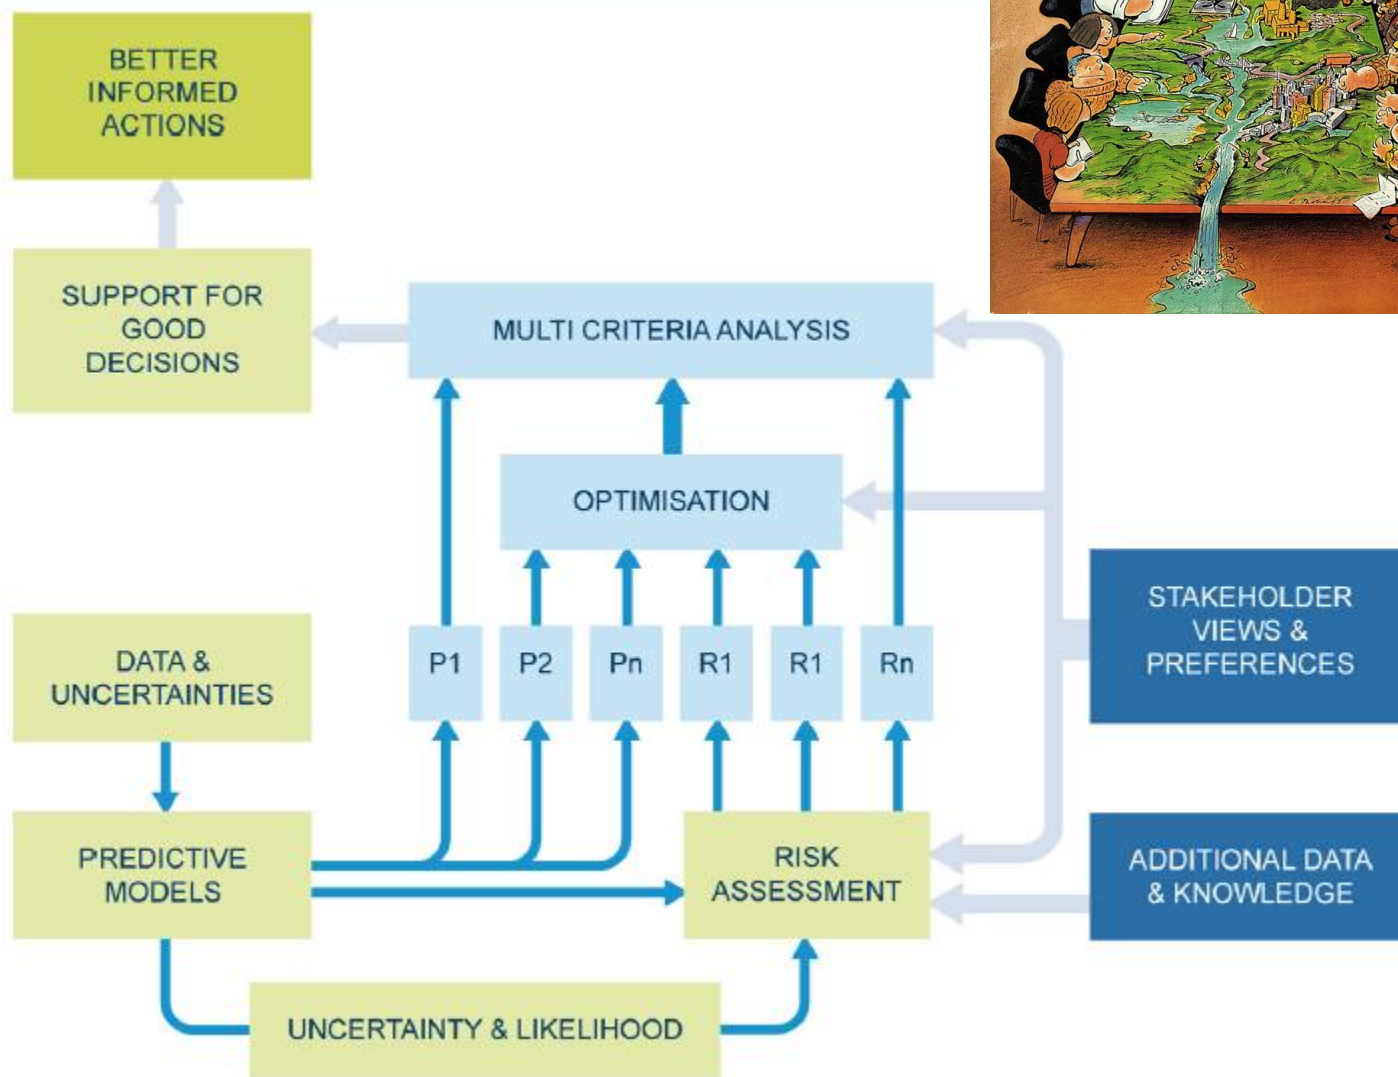 BETTER
INFORMED
ACTIONS
SUPPORT FOR
GOOD
DECISIONS
MULTI CRITERIA ANALYSIS
OPTIMISATION
STAKEHOLDER
VIEWS &
PREFERENCES
DATA &
UNCERTAINTIES
P1
P2
Pn
R1
R1
Rn
PREDICTIVE
MODELS
RISK
ASSESSMENT
ADDITIONAL DATA
& KNOWLEDGE
UNCERTAINTY & LIKELIHOOD